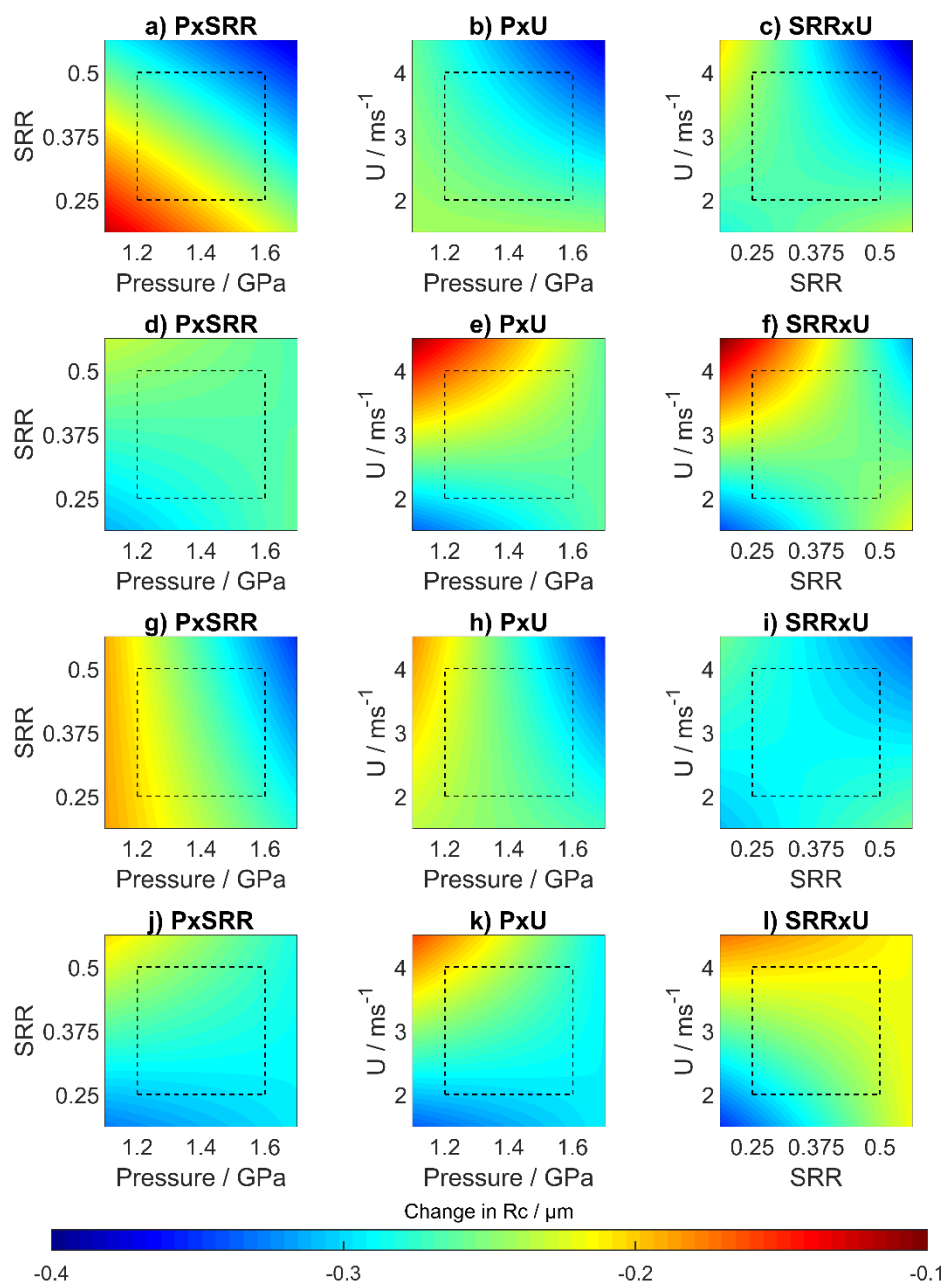 a) PxSRR
b) PxU
c) SRRxU
0.5
0.375
0.25
SRR
1.2 1.4 1.6
Pressure / GPa
4
3
2
U / ms⁻¹
1.2 1.4 1.6
Pressure / GPa
4
3
2
U / ms⁻¹
0.25 0.375 0.5
SRR
d) PxSRR
e) PxU
f) SRRxU
0.5
0.375
0.25
SRR
1.2 1.4 1.6
Pressure / GPa
4
3
2
U / ms⁻¹
1.2 1.4 1.6
Pressure / GPa
4
3
2
U / ms⁻¹
0.25 0.375 0.5
SRR
g) PxSRR
h) PxU
i) SRRxU
0.5
0.375
0.25
SRR
1.2 1.4 1.6
Pressure / GPa
4
3
2
U / ms⁻¹
1.2 1.4 1.6
Pressure / GPa
4
3
2
U / ms⁻¹
0.25 0.375 0.5
SRR
j) PxSRR
k) PxU
l) SRRxU
0.5
0.375
0.25
SRR
1.2 1.4 1.6
Pressure / GPa
4
3
2
U / ms⁻¹
1.2 1.4 1.6
Pressure / GPa
4
3
2
U / ms⁻¹
0.25 0.375 0.5
SRR
Change in Rc / μm
-0.4 -0.3 -0.2 -0.1